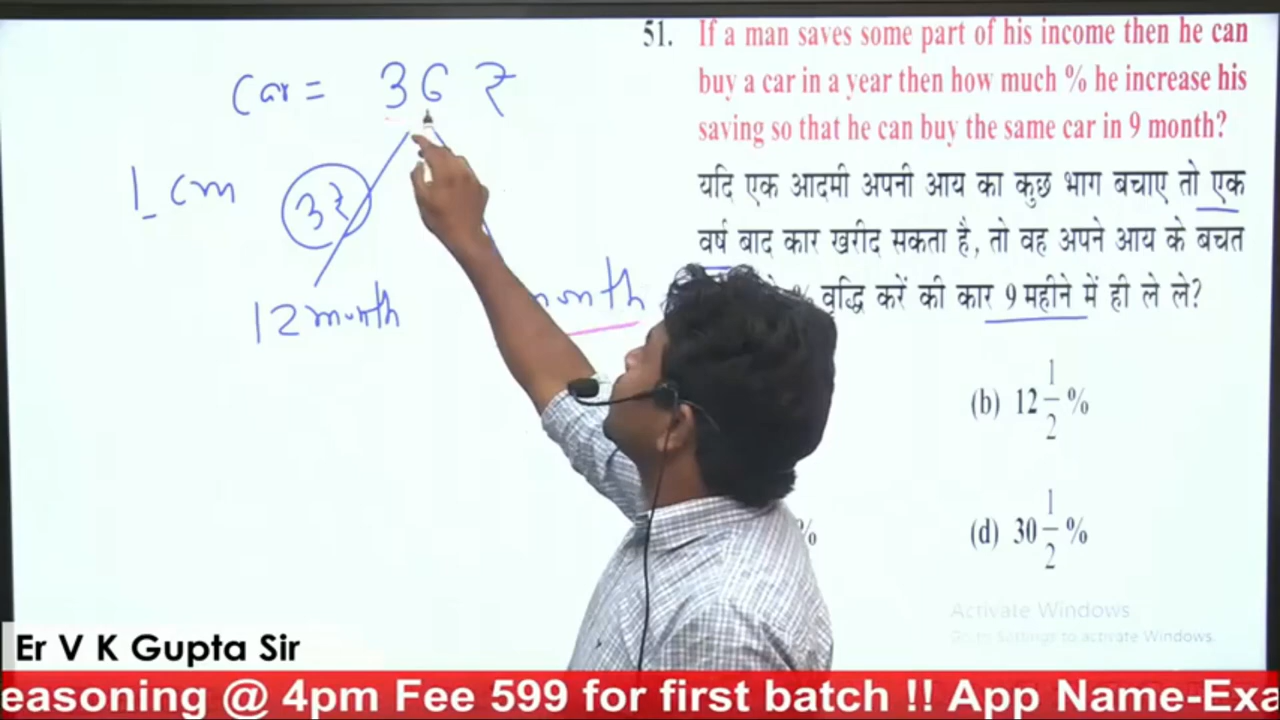 Car = 36 ₹
1 cm
3₹
12 month
month
51. If a man saves some part of his income then he can
buy a car in a year then how much % he increase his
saving so that he can buy the same car in 9 month?
यदि एक आदमी अपनी आय का कुछ भाग बचाए तो एक
वर्ष बाद कार खरीद सकता है, तो वह अपने आय के बचत
% वृद्धि करें की कार 9 महीने में ही ले ले?
(b) 12 1/2 %
%
(d) 30 1/2 %
Activate Windows
Go to Settings to activate Windows.
Er V K Gupta Sir
easoning @ 4pm Fee 599 for first batch !! App Name-Exa